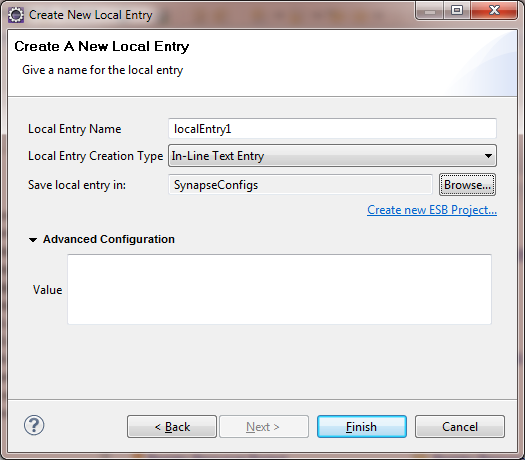 Create New Local Entry
Create A New Local Entry
Give a name for the local entry
Local Entry Name localEntry1
Local Entry Creation Type In-Line Text Entry
Save local entry in: SynapseConfigs Browse...
Create new ESB Project...
Advanced Configuration
Value
? < Back Next > Finish Cancel